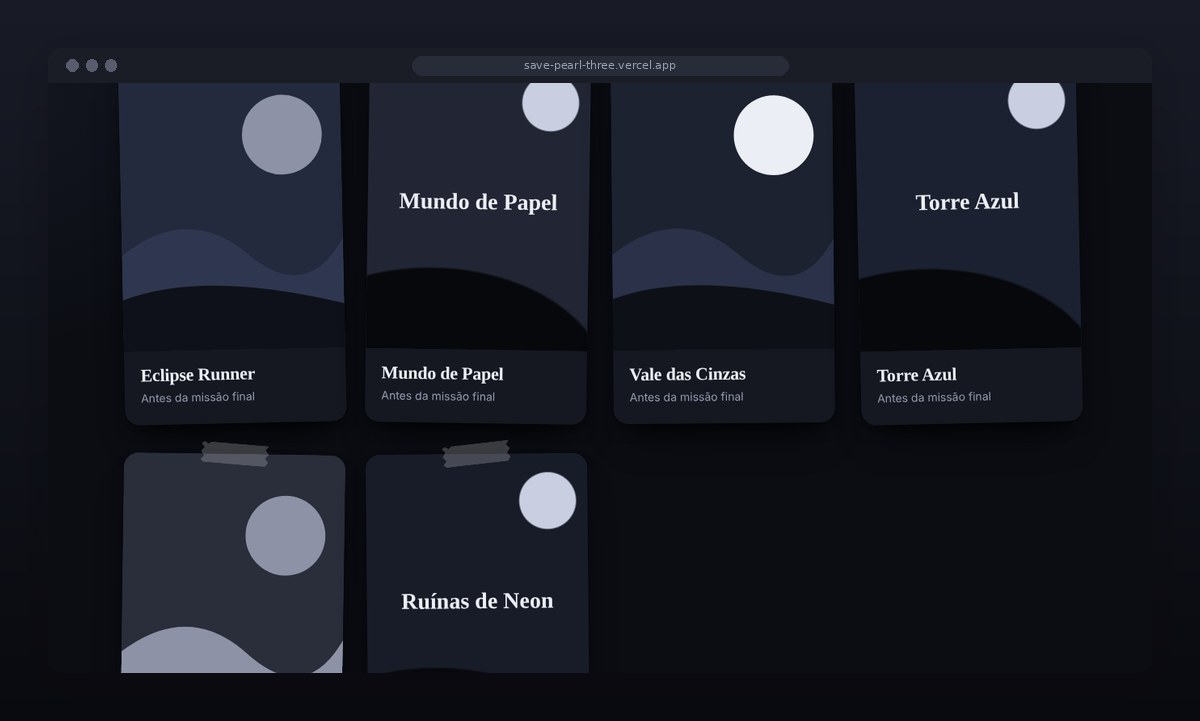 save-pearl-three.vercel.app
Mundo de Papel
Torre Azul
Eclipse Runner
Antes da missão final
Mundo de Papel
Antes da missão final
Vale das Cinzas
Antes da missão final
Torre Azul
Antes da missão final
Ruínas de Neon